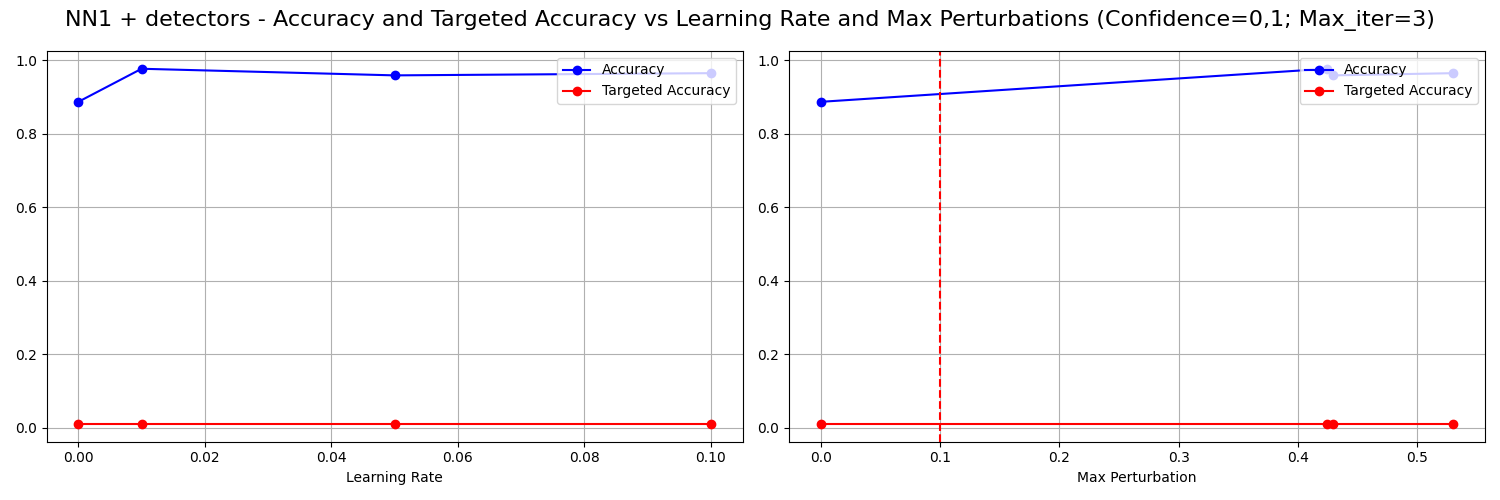 NN1 + detectors - Accuracy and Targeted Accuracy vs Learning Rate and Max Perturbations (Confidence=0,1; Max_iter=3)
1.0
0.8
0.6
0.4
0.2
0.0
Accuracy
Targeted Accuracy
0.00 0.02 0.04 0.06 0.08 0.10
Learning Rate
1.0
0.8
0.6
0.4
0.2
0.0
Accuracy
Targeted Accuracy
0.0 0.1 0.2 0.3 0.4 0.5
Max Perturbation